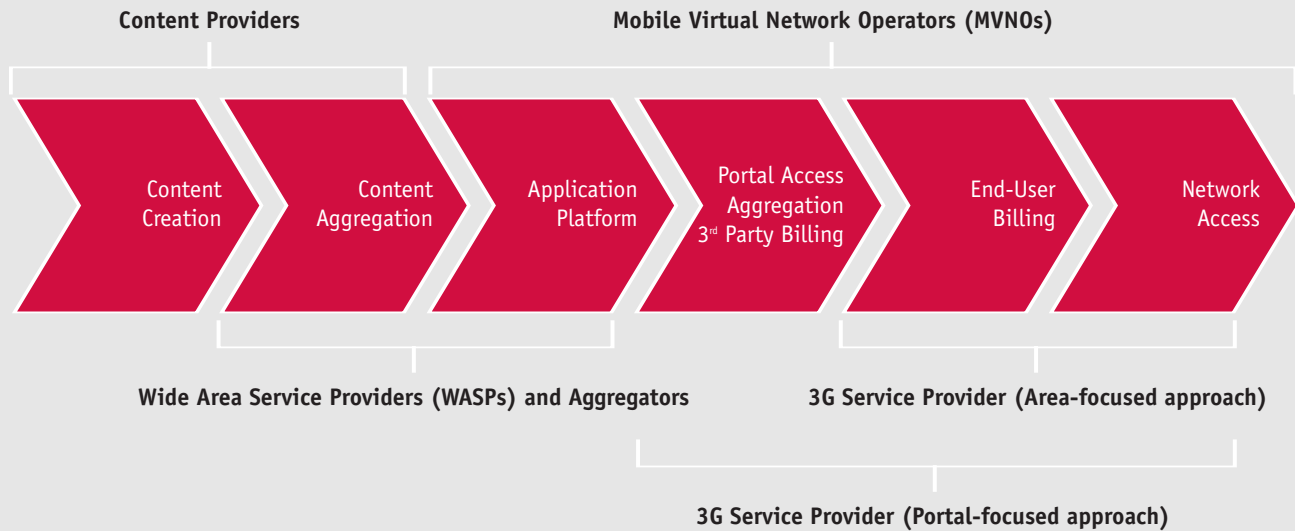 Content Providers
Mobile Virtual Network Operators (MVNOs)
Content
Creation
Content
Aggregation
Application
Platform
Portal Access
Aggregation
3rd Party Billing
End-User
Billing
Network
Access
Wide Area Service Providers (WASPs) and Aggregators
3G Service Provider (Area-focused approach)
3G Service Provider (Portal-focused approach)